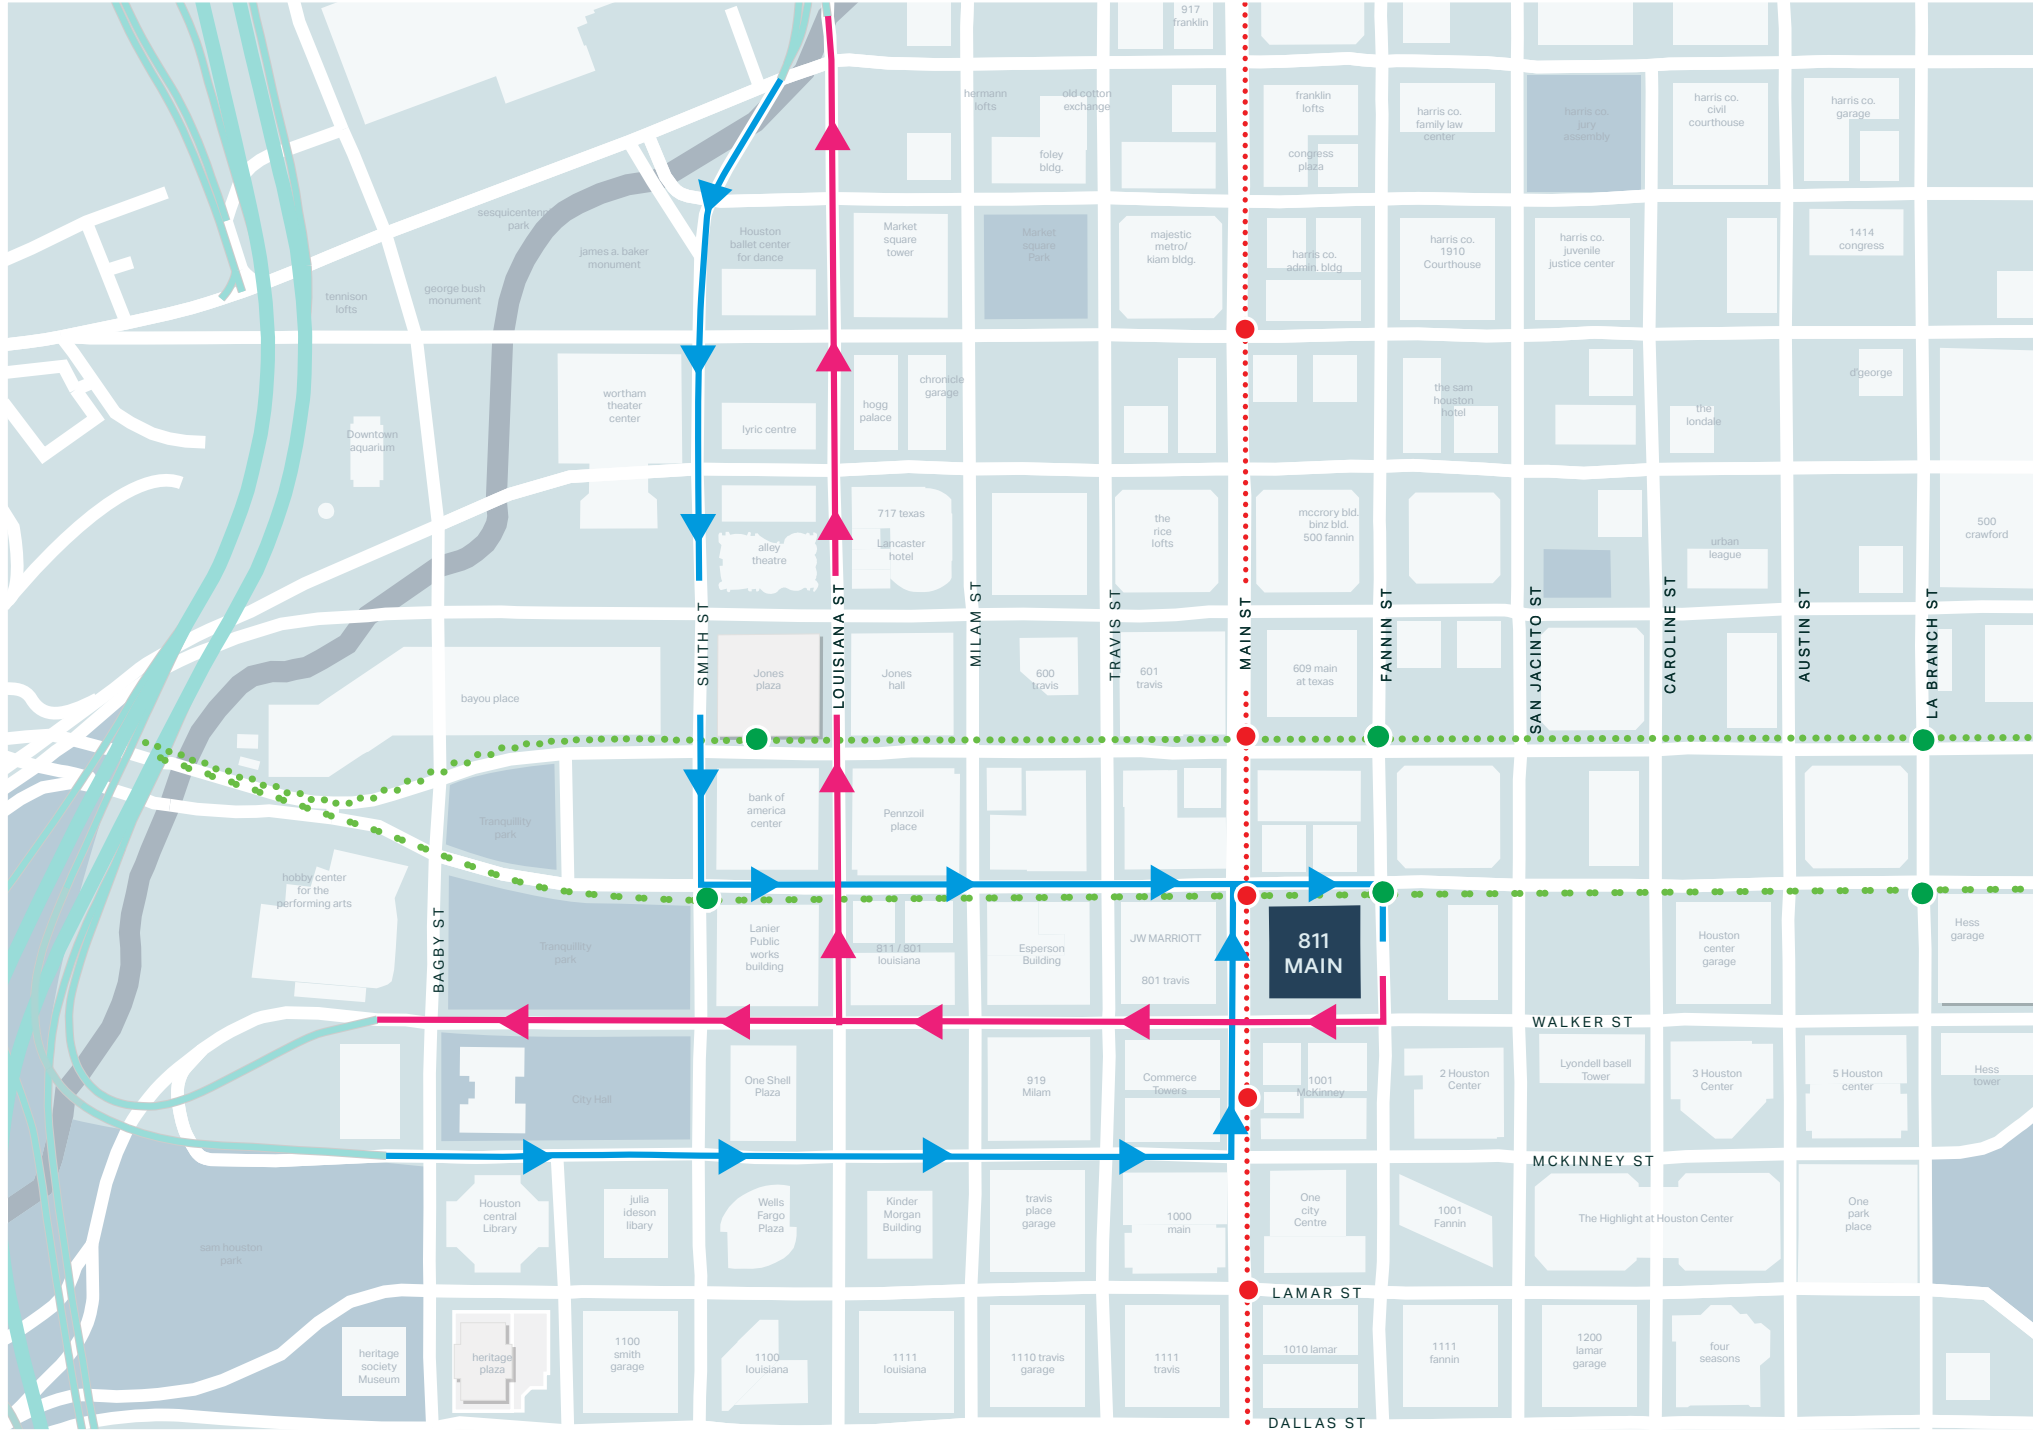 917
franklin
hermann
lofts
old cotton
exchange
foley
bldg.
franklin
lofts
congress
plaza
harris co.
family law
center
harris co.
jury
assembly
harris co.
civil
courthouse
harris co.
garage
sesquicentenn
park
james a. baker
monument
george bush
monument
tennison
lofts
Houston
ballet center
for dance
Market
square
tower
Market
square
Park
majestic
metro/
kiam bldg.
harris co.
admin. bldg
harris co.
1910
Courthouse
harris co.
juvenile
justice center
1414
congress
wortham
theater
center
Downtown
aquarium
lyric centre
hogg
palace
chronicle
garage
the sam
houston
hotel
the
londale
d'george
alley
theatre
717 texas
Lancaster
hotel
the
rice
lofts
mccrory bld.
binz bld.
500 fannin
urban
league
500
crawford
SMITH ST
LOUISIANA ST
MILAM ST
TRAVIS ST
MAIN ST
FANNIN ST
SAN JACINTO ST
CAROLINE ST
AUSTIN ST
LA BRANCH ST
bayou place
Jones
plaza
Jones
hall
600
travis
601
travis
609 main
at texas
Tranquility
park
bank of
america
center
Pennzoil
place
hobby center
for the
performing arts
BAGBY ST
Tranquility
park
Lanier
Public
works
building
811 / 801
louisiana
Esperson
Building
JW MARRIOTT
801 travis
811
MAIN
Houston
center
garage
Hess
garage
WALKER ST
City Hall
One Shell
Plaza
919
Milam
Commerce
Towers
1001
McKinney
2 Houston
Center
Lyondell basell
Tower
3 Houston
Center
5 Houston
center
Hess
tower
MCKINNEY ST
sam houston
park
Houston
central
Library
julia
ideson
libary
Wells
Fargo
Plaza
Kinder
Morgan
Building
travis
place
garage
1000
main
One
city
Centre
1001
Fannin
The Highlight at Houston Center
One
park
place
LAMAR ST
heritage
society
Museum
heritage
plaza
1100
smith
garage
1100
louisiana
1111
louisiana
1110 travis
garage
1111
travis
1010 lamar
1111
fannin
1200
lamar
garage
four
seasons
DALLAS ST